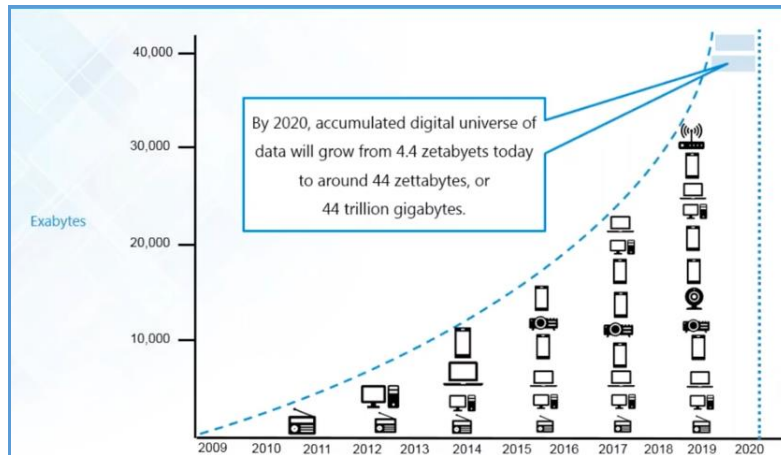 40,000
By 2020, accumulated digital universe of
data will grow from 4.4 zetabyets today
to around 44 zettabytes, or
44 trillion gigabytes.
30,000
Exabytes
20,000
10,000
2009 2010 2011 2012 2013 2014 2015 2016 2017 2018 2019 2020